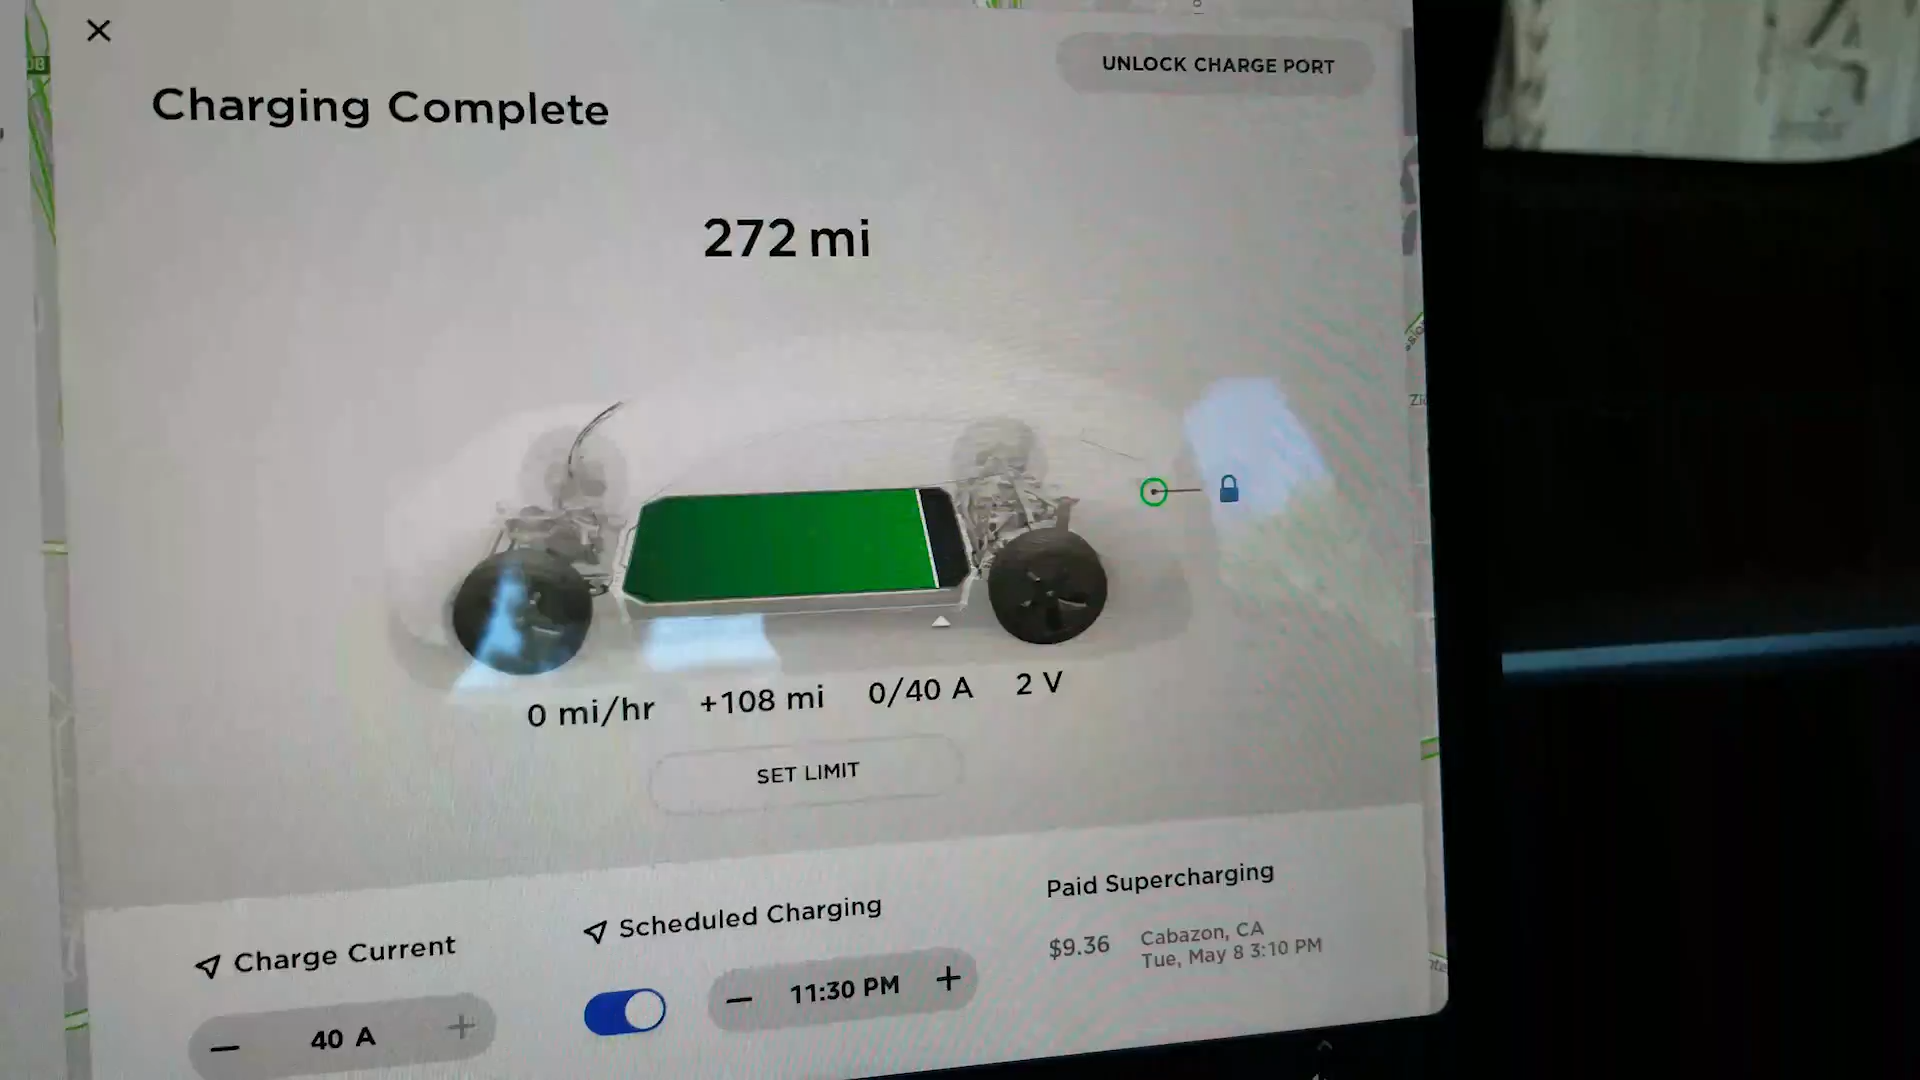 UNLOCK CHARGE PORT
Charging Complete
272 mi
0 mi/hr +108 mi 0/40 A 2 V
SET LIMIT
Charge Current
− 40 A +
Scheduled Charging
− 11:30 PM +
Paid Supercharging
$9.36 Cabazon, CA
Tue, May 8 3:10 PM